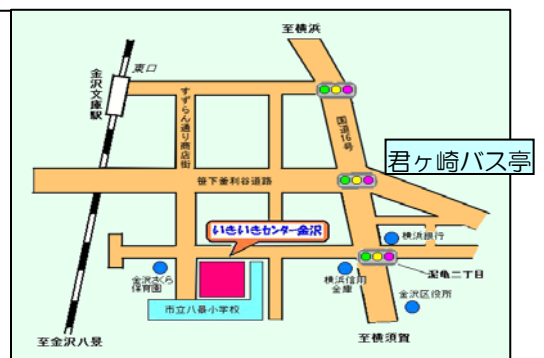 至横浜
東口
金沢文庫駅
すずらん通り商店街
国道16号
君ヶ崎バス亭
笹下釜利谷道路
いきいきセンター金沢
横浜銀行
泥亀二丁目
金沢さくら
保育園
横浜信用
金庫
金沢区役所
市立八景小学校
至金沢八景
至横須賀